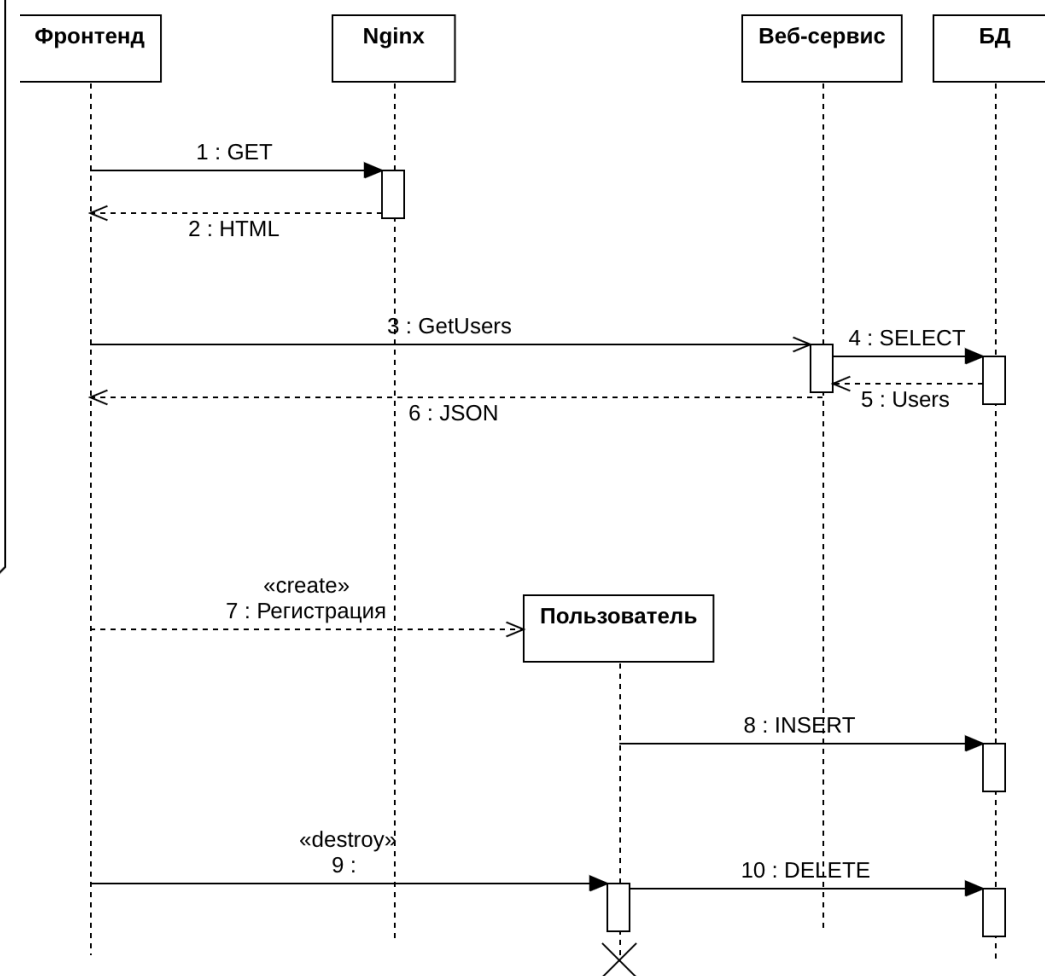 Фронтенд
Nginx
Веб-сервис
БД
1 : GET
2 : HTML
3 : GetUsers
4 : SELECT
5 : Users
6 : JSON
«create»
7 : Регистрация
Пользователь
8 : INSERT
«destroy»
9 :
10 : DELETE